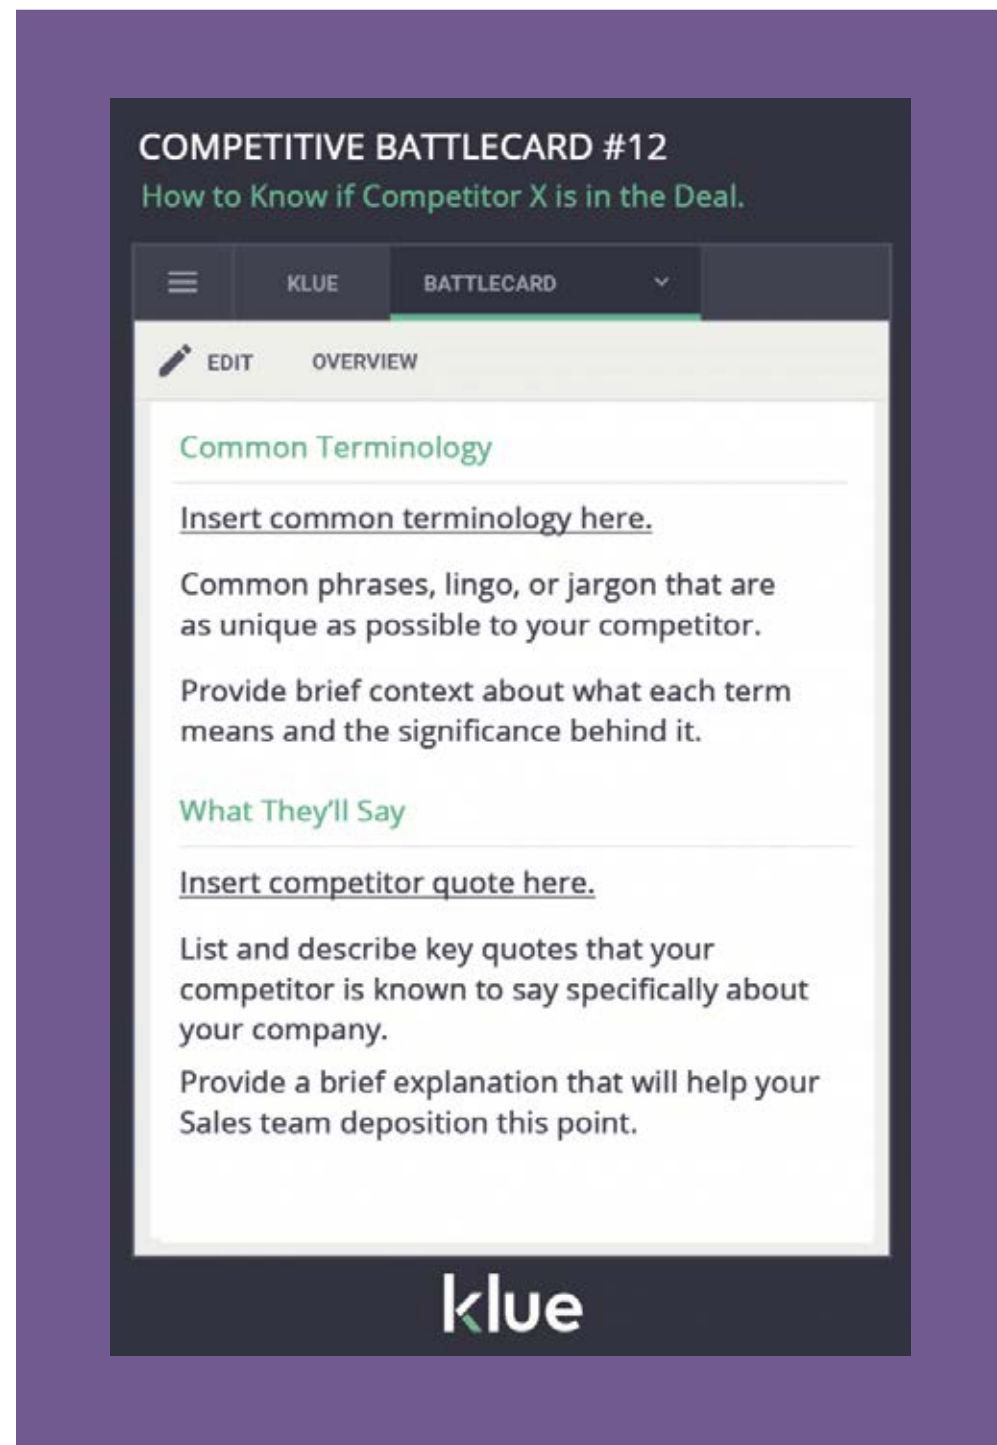 COMPETITIVE BATTLECARD #12
How to Know if Competitor X is in the Deal.
KLUE BATTLECARD
EDIT OVERVIEW
Common Terminology
Insert common terminology here.
Common phrases, lingo, or jargon that are
as unique as possible to your competitor.
Provide brief context about what each term
means and the significance behind it.
What They'll Say
Insert competitor quote here.
List and describe key quotes that your
competitor is known to say specifically about
your company.
Provide a brief explanation that will help your
Sales team deposition this point.
klue